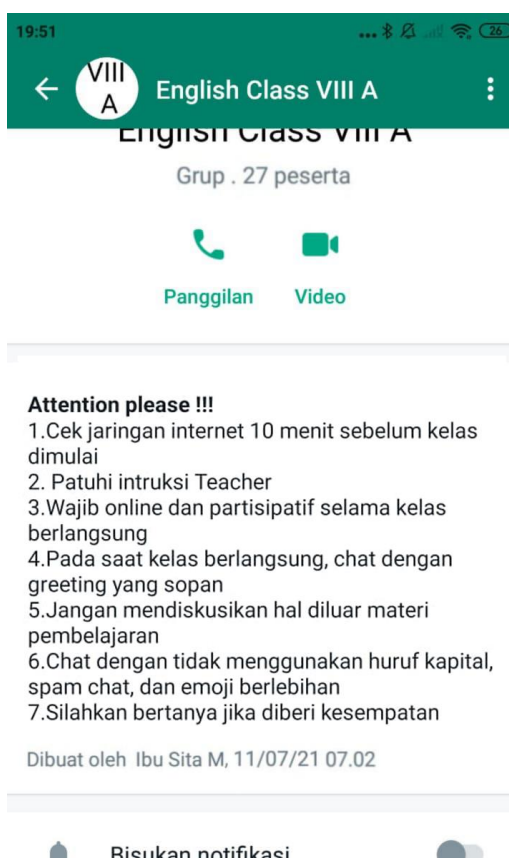 19:51
26
VIII
A
English Class VIII A
English Class VIII A
Grup . 27 peserta
Panggilan
Video
Attention please !!!
1.Cek jaringan internet 10 menit sebelum kelas
dimulai
2. Patuhi intruksi Teacher
3.Wajib online dan partisipatif selama kelas
berlangsung
4.Pada saat kelas berlangsung, chat dengan
greeting yang sopan
5.Jangan mendiskusikan hal diluar materi
pembelajaran
6.Chat dengan tidak menggunakan huruf kapital,
spam chat, dan emoji berlebihan
7.Silahkan bertanya jika diberi kesempatan
Dibuat oleh Ibu Sita M, 11/07/21 07.02
Bisukan notifikasi